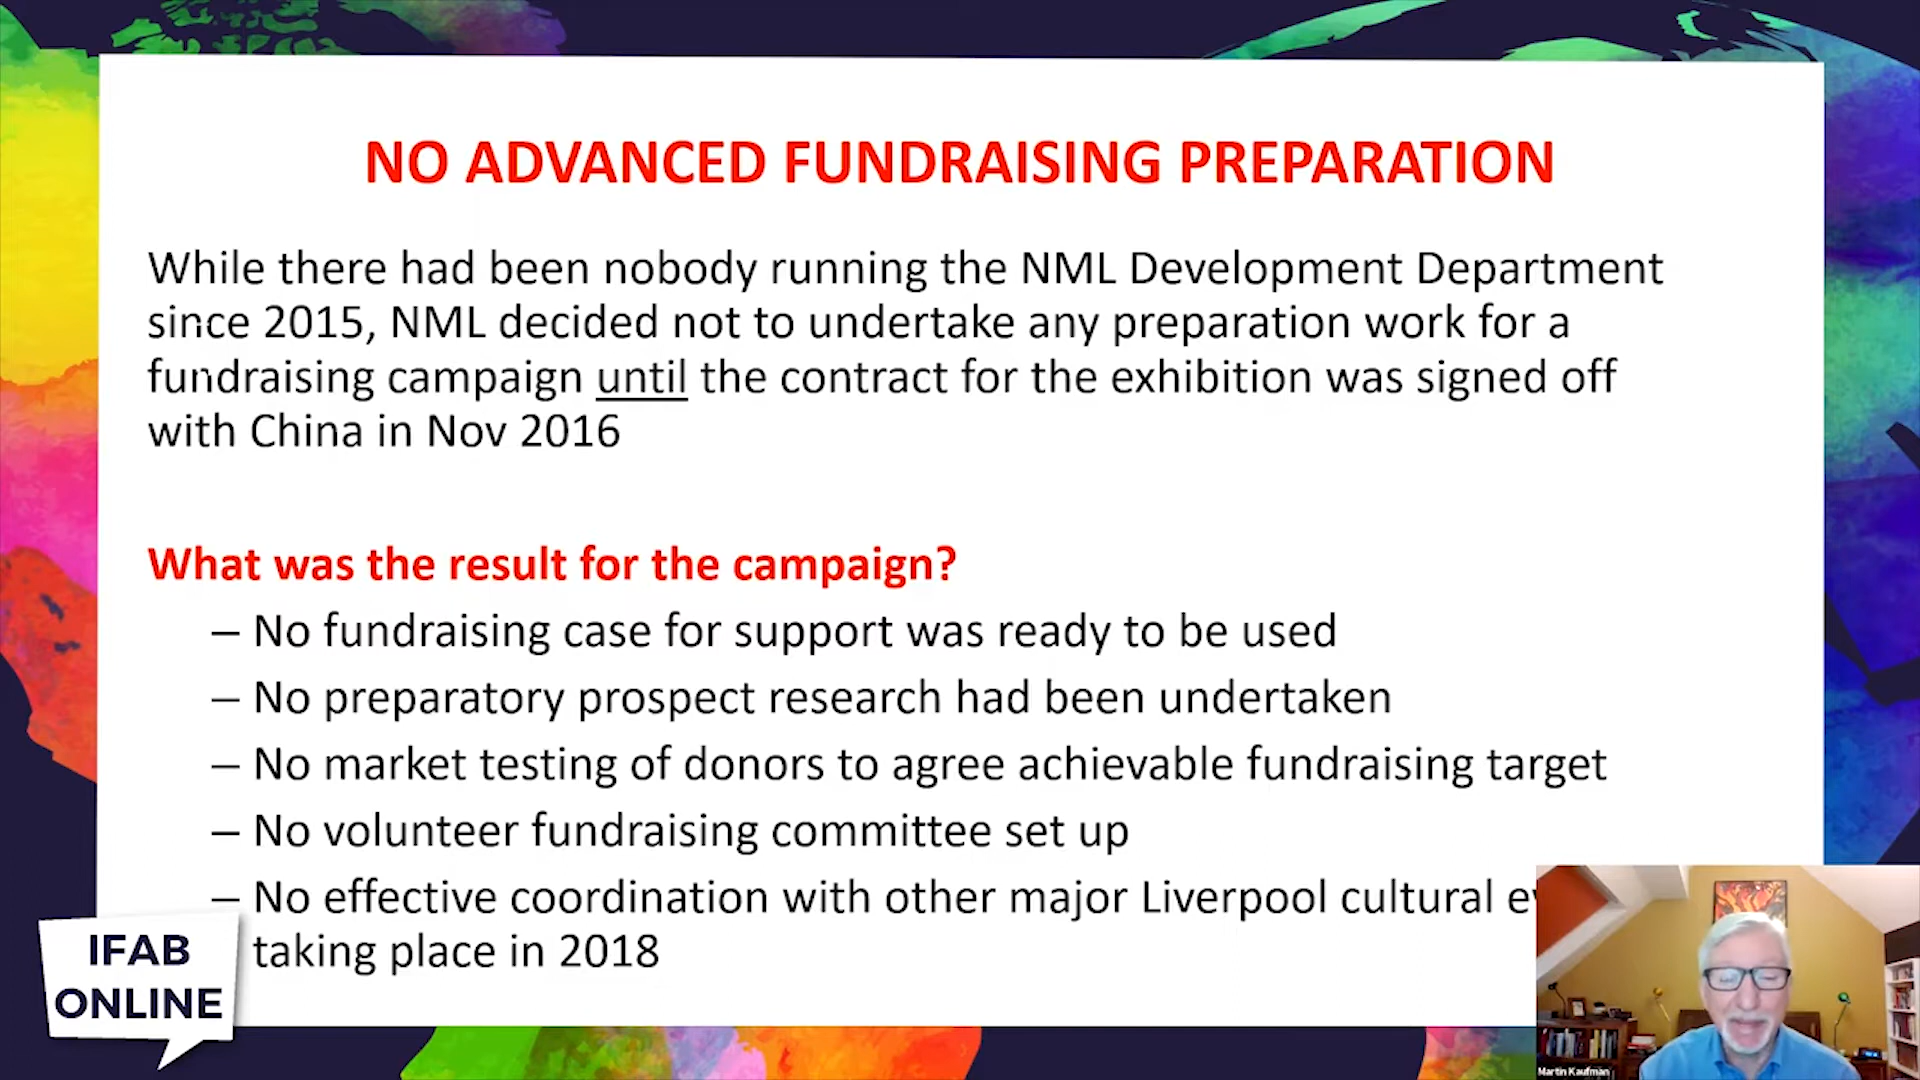 NO ADVANCED FUNDRAISING PREPARATION
While there had been nobody running the NML Development Department
since 2015, NML decided not to undertake any preparation work for a
fundraising campaign until the contract for the exhibition was signed off
with China in Nov 2016
What was the result for the campaign?
– No fundraising case for support was ready to be used
– No preparatory prospect research had been undertaken
– No market testing of donors to agree achievable fundraising target
– No volunteer fundraising committee set up
– No effective coordination with other major Liverpool cultural
taking place in 2018
IFAB
ONLINE
Martin Kaufman